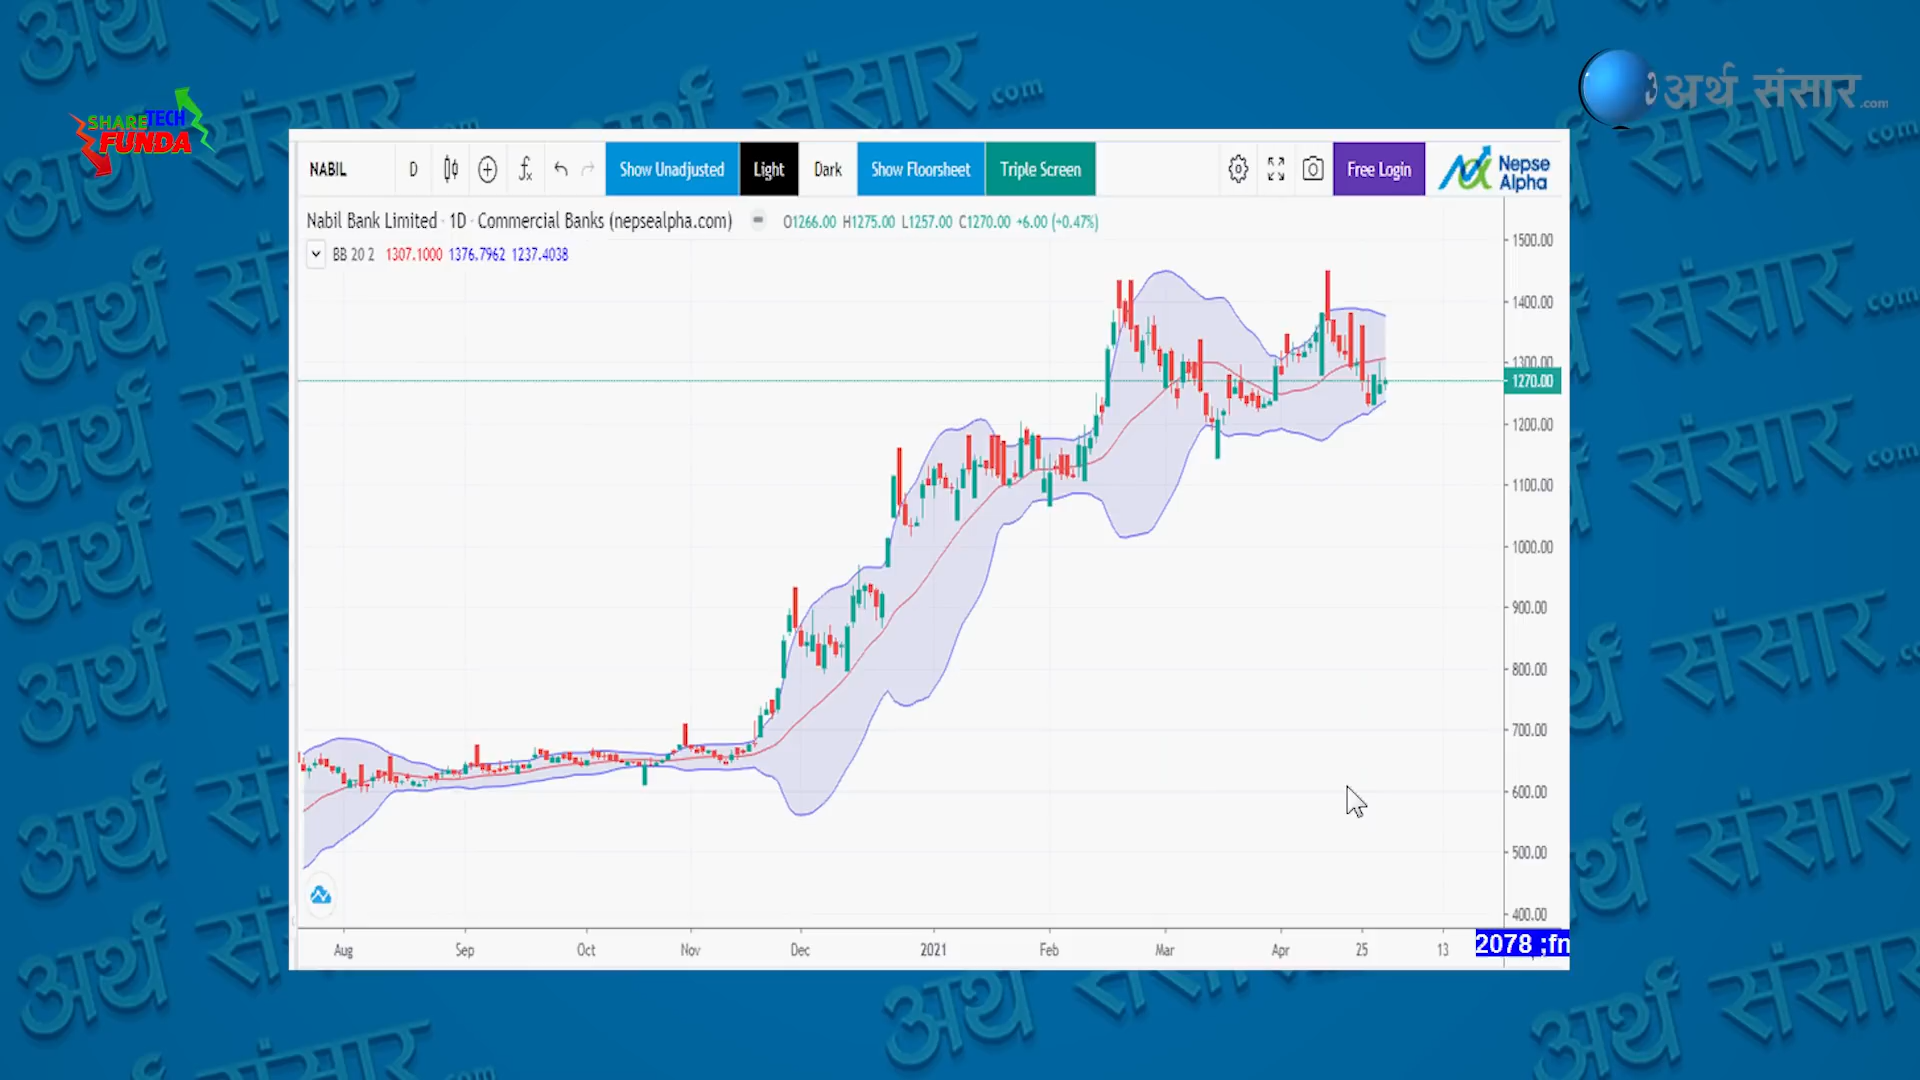 SHARETECH
FUNDA
अर्थ संसार.com
NABIL D Show Unadjusted Light Dark Show Floorsheet Triple Screen Free Login Nepse
Alpha
Nabil Bank Limited · 1D · Commercial Banks (nepsealpha.com) O1266.00 H1275.00 L1257.00 C1270.00 +6.00 (+0.47%)
BB 20 2 1307.1000 1376.7962 1237.4038
1500.00
1400.00
1300.00
1270.00
1200.00
1100.00
1000.00
900.00
800.00
700.00
600.00
500.00
400.00
Aug Sep Oct Nov Dec 2021 Feb Mar Apr 25 13
2078 ;fn